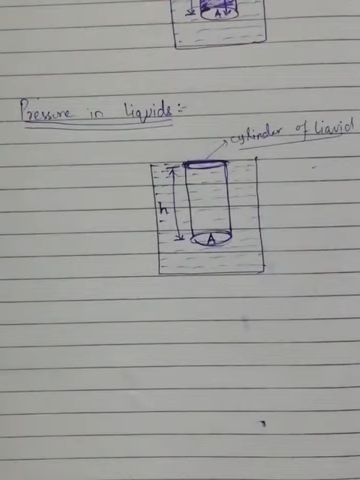 A
Pressure in liquids:-
cylinder of liquid
h
A